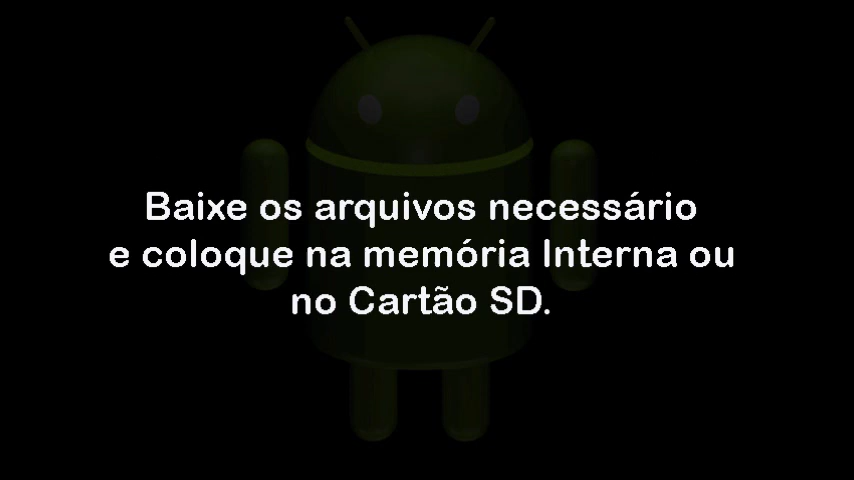 Baixe os arquivos necessário
e coloque na memória Interna ou
no Cartão SD.